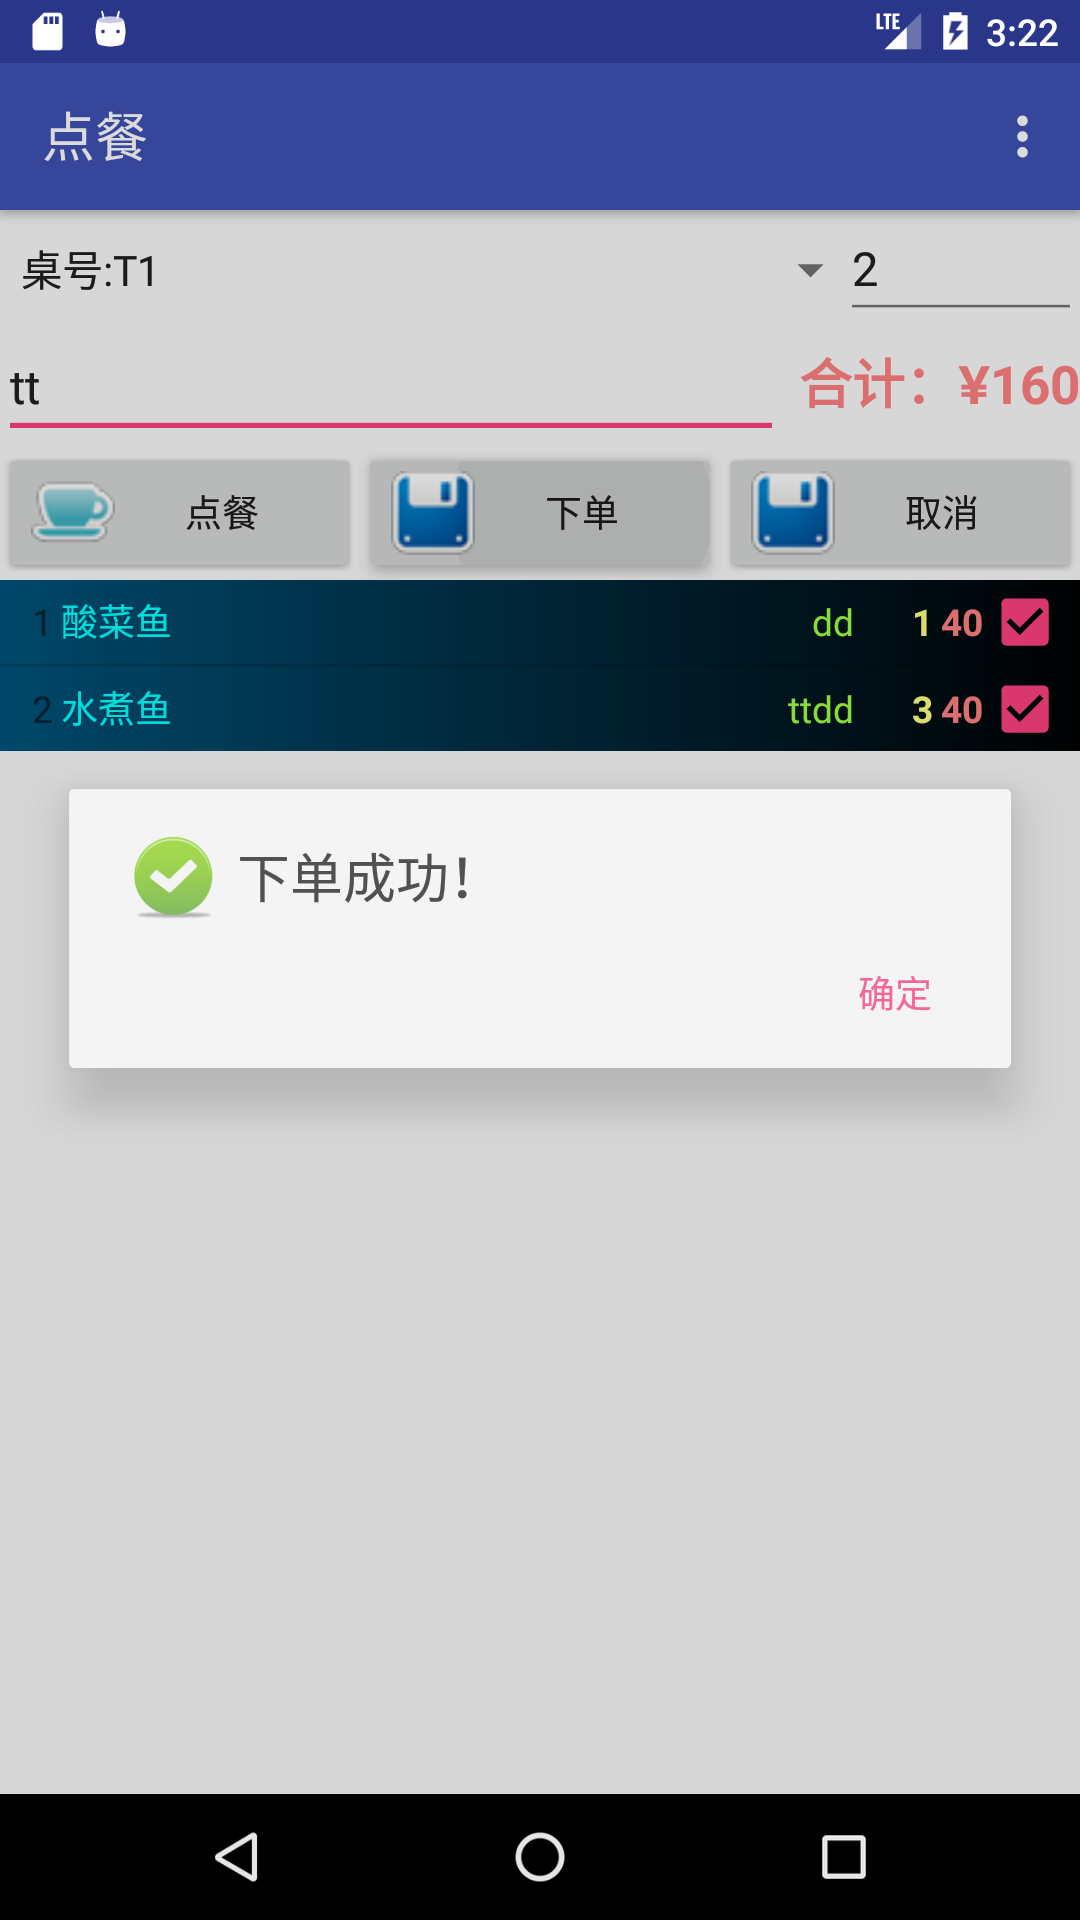 LTE 3:22
点餐
桌号:T1 2
tt 合计：¥160
点餐 下单 取消
1 酸菜鱼 dd 1 40
2 水煮鱼 ttdd 3 40
下单成功！
确定